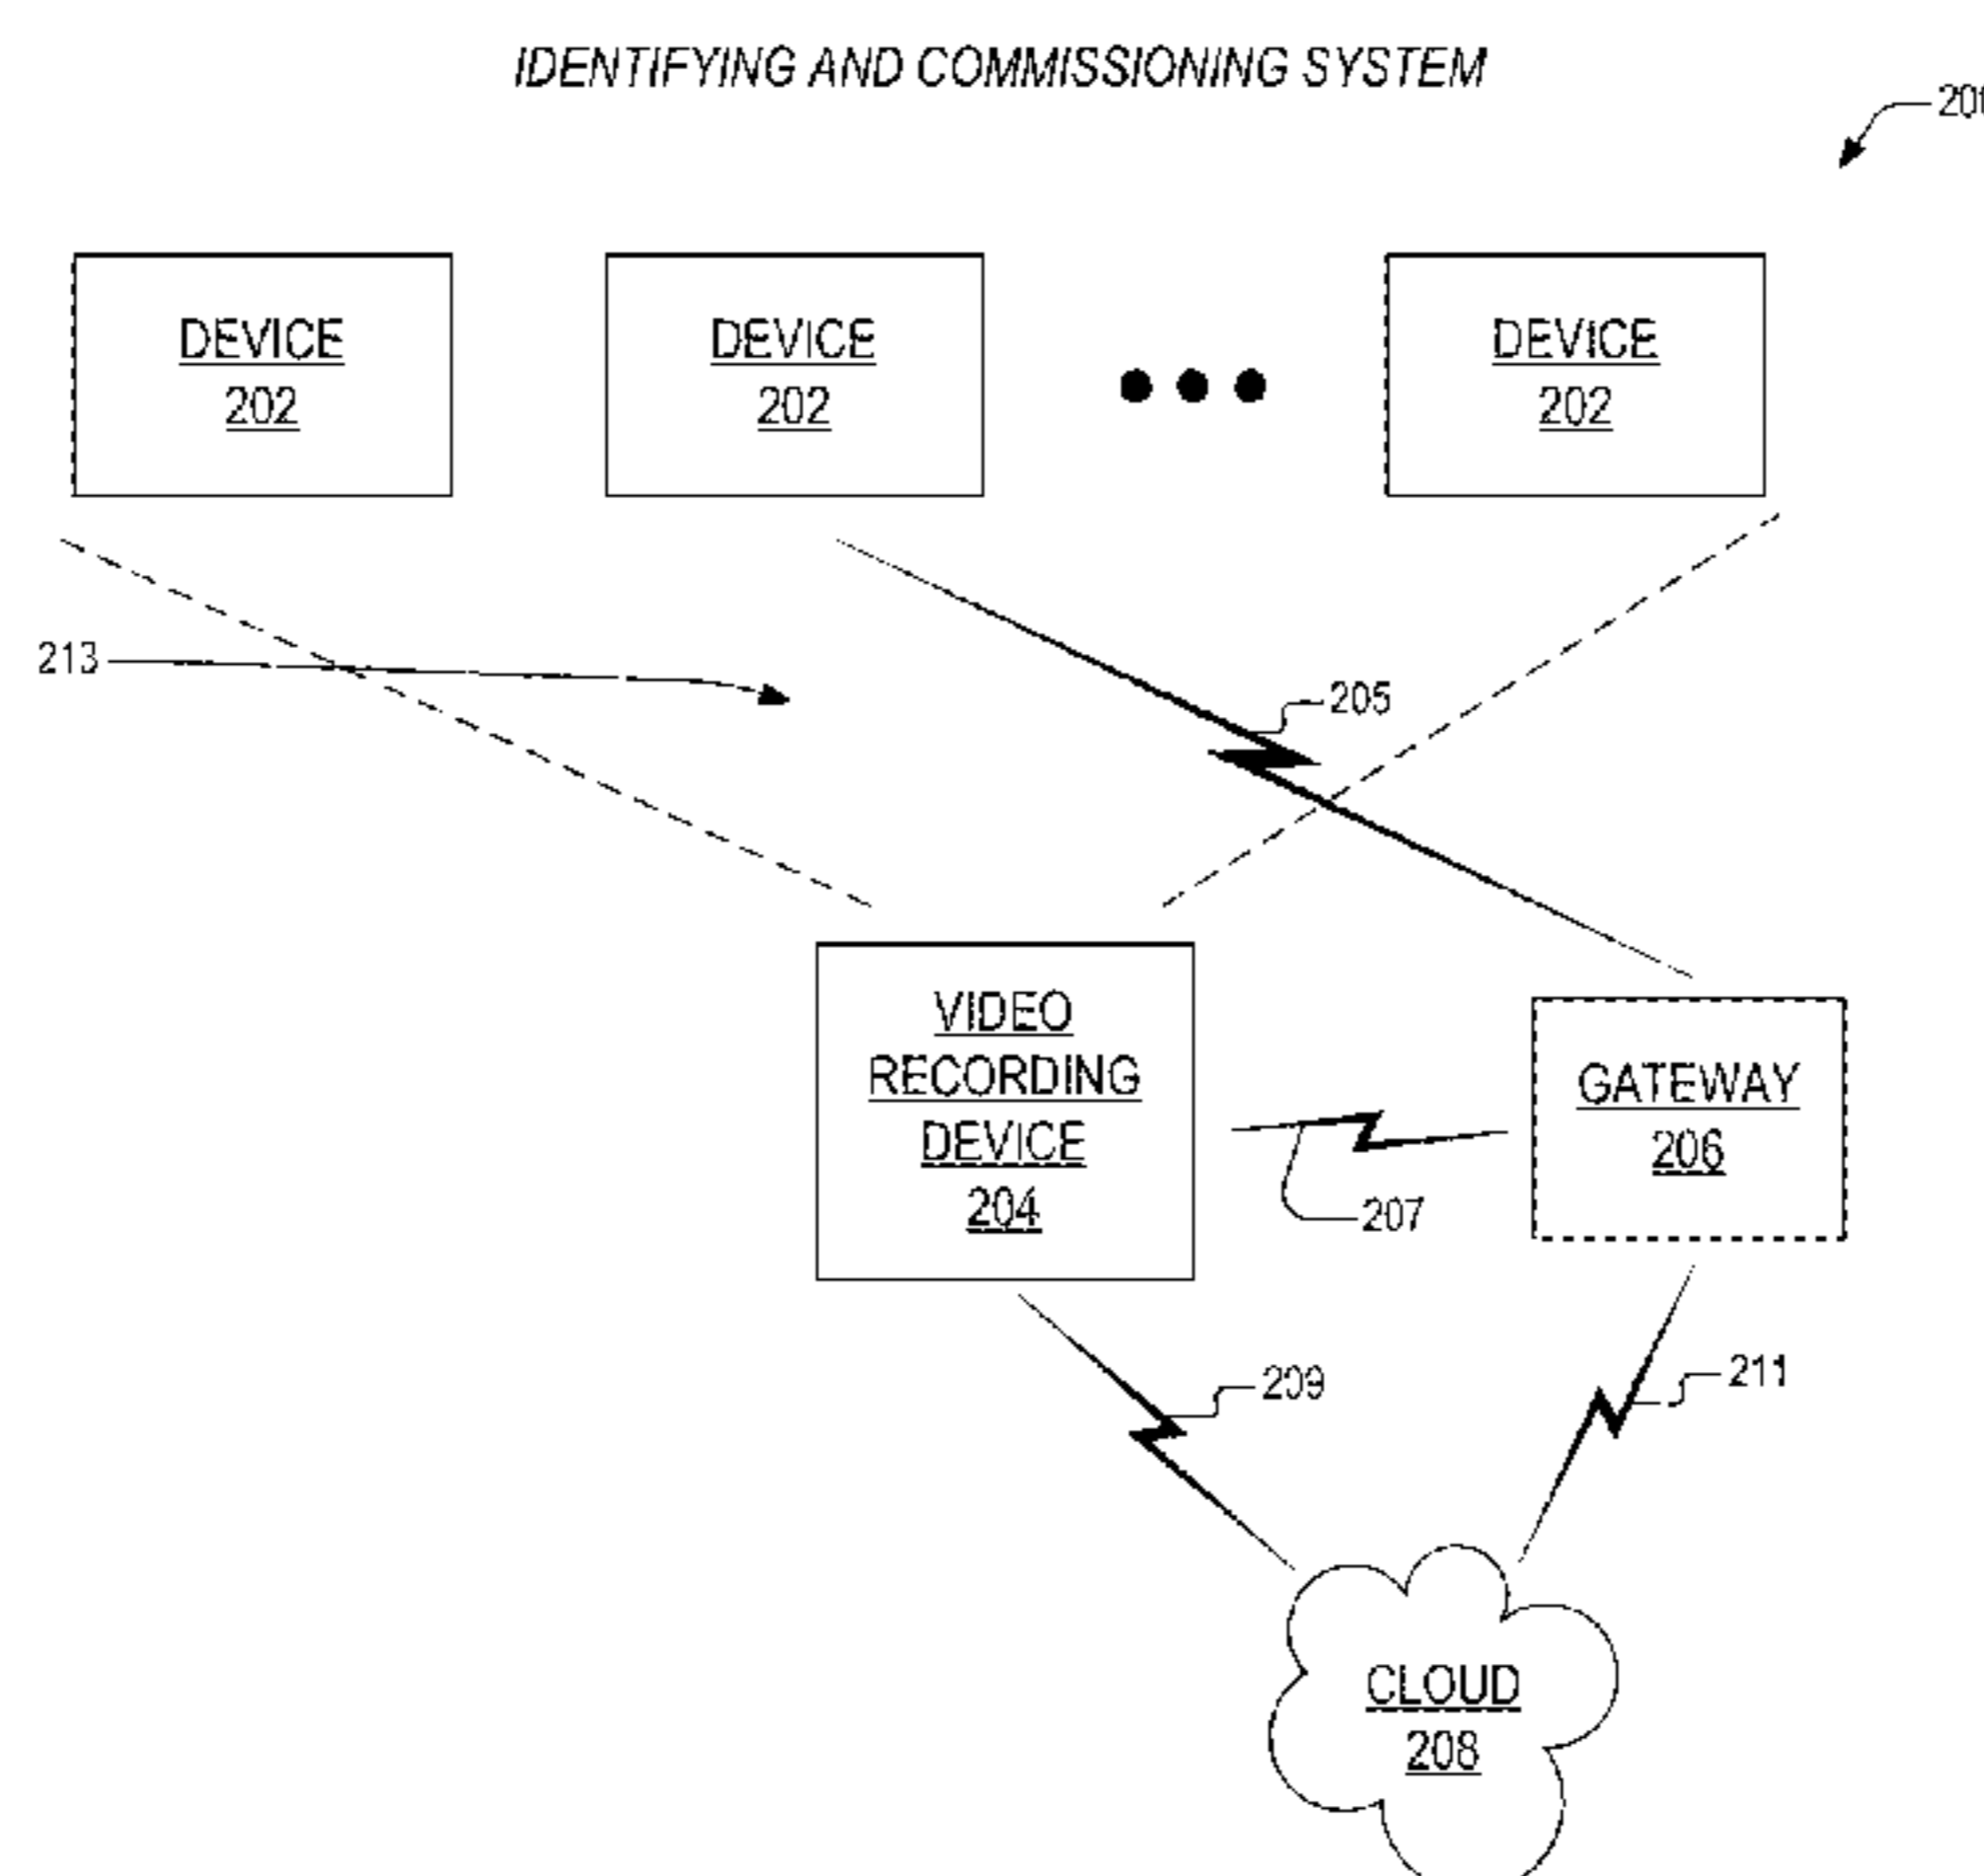 IDENTIFYING AND COMMISSIONING SYSTEM
DEVICE
202
DEVICE
202
DEVICE
202
213
205
VIDEO
RECORDING
DEVICE
204
GATEWAY
206
207
209
211
CLOUD
208